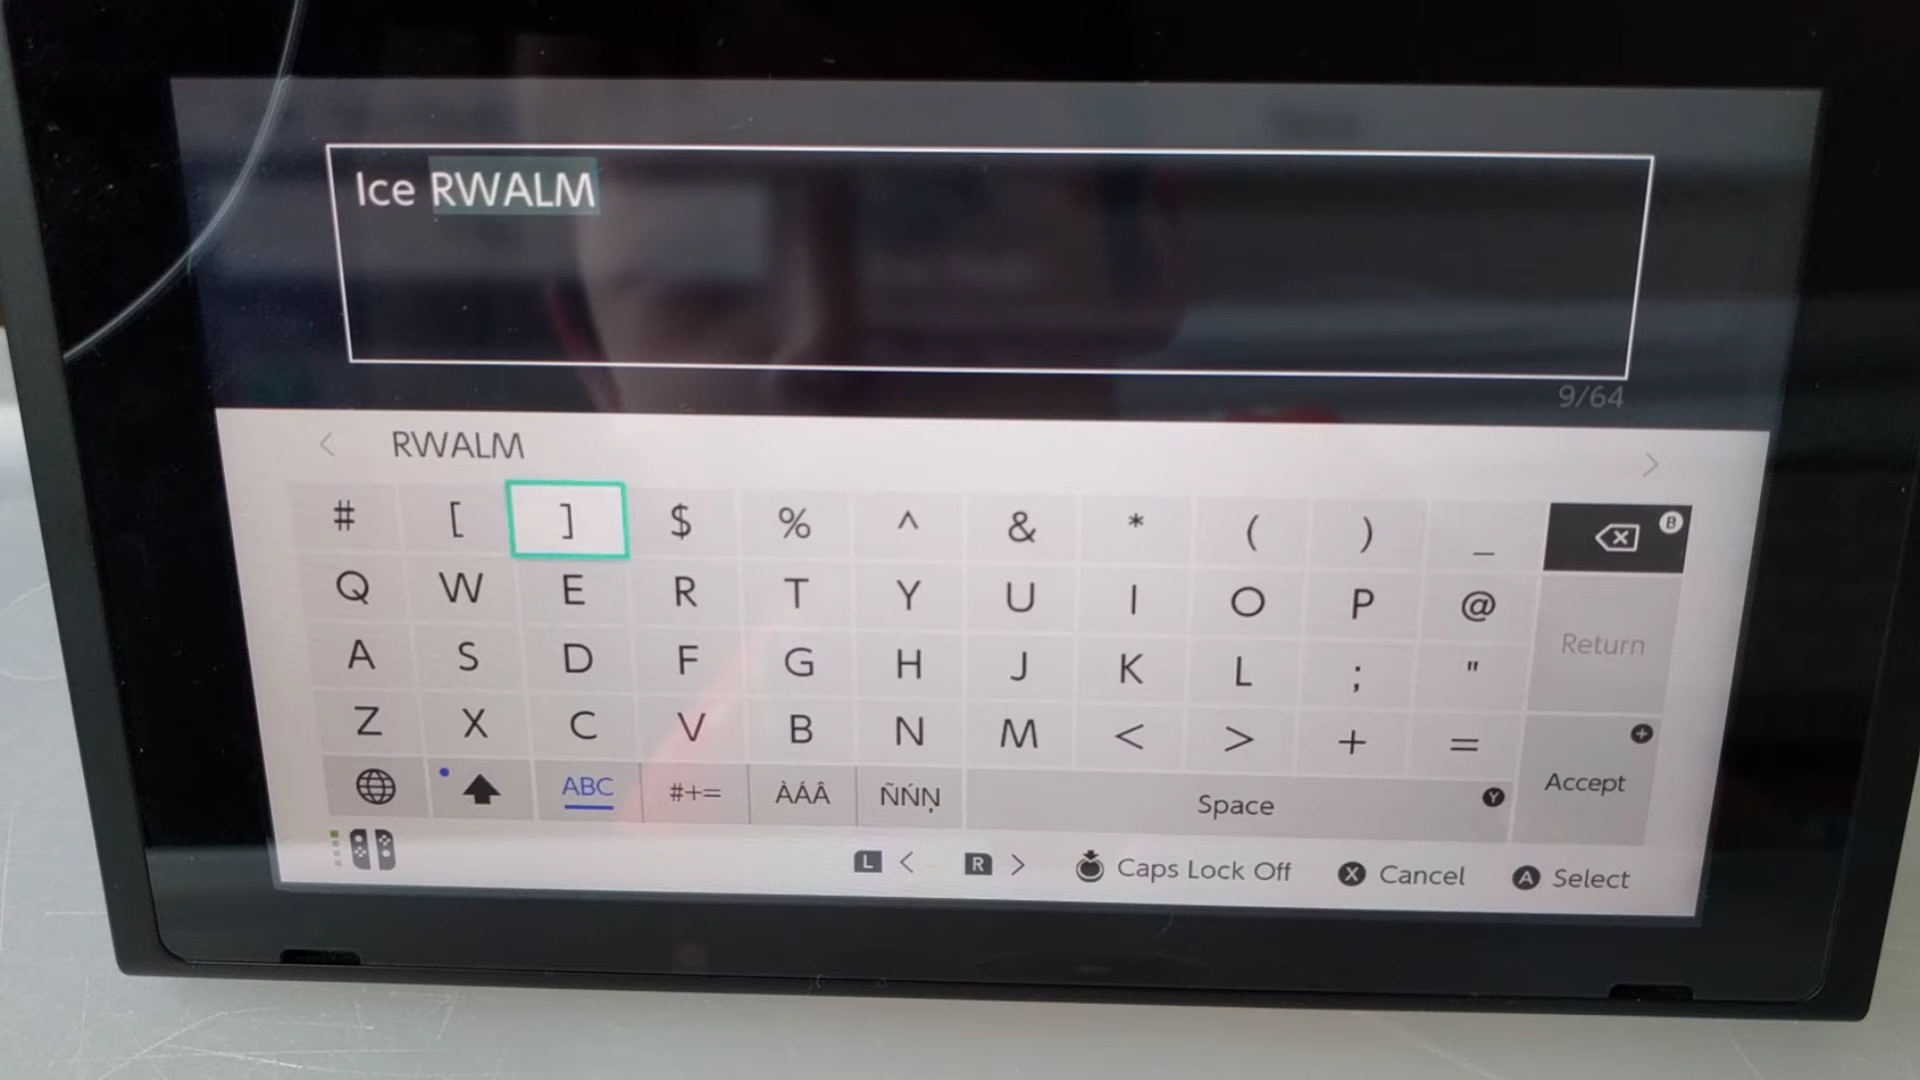 Ice RWALM
9/64
< RWALM >
# [ ] $ % ^ & * ( ) _ B
Q W E R T Y U I O P @ Return
A S D F G H J K L ; "
Z X C V B N M < > + = +
ABC #+= ÀÁÂ ÑŃŅ Space Y Accept
L < R > Caps Lock Off X Cancel A Select